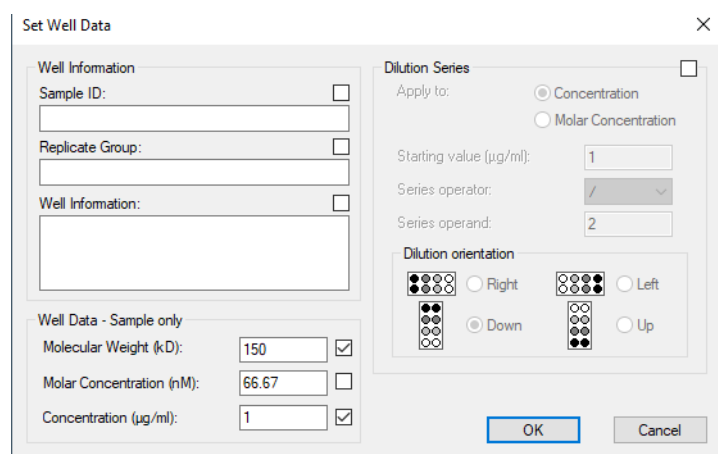 Set Well Data
Well Information
Sample ID:
Replicate Group:
Well Information:
Well Data - Sample only
Molecular Weight (kD): 150
Molar Concentration (nM): 66.67
Concentration (µg/ml): 1
Dilution Series
Apply to: Concentration
Molar Concentration
Starting value (µg/ml): 1
Series operator: /
Series operand: 2
Dilution orientation
Right Left
Down Up
OK Cancel